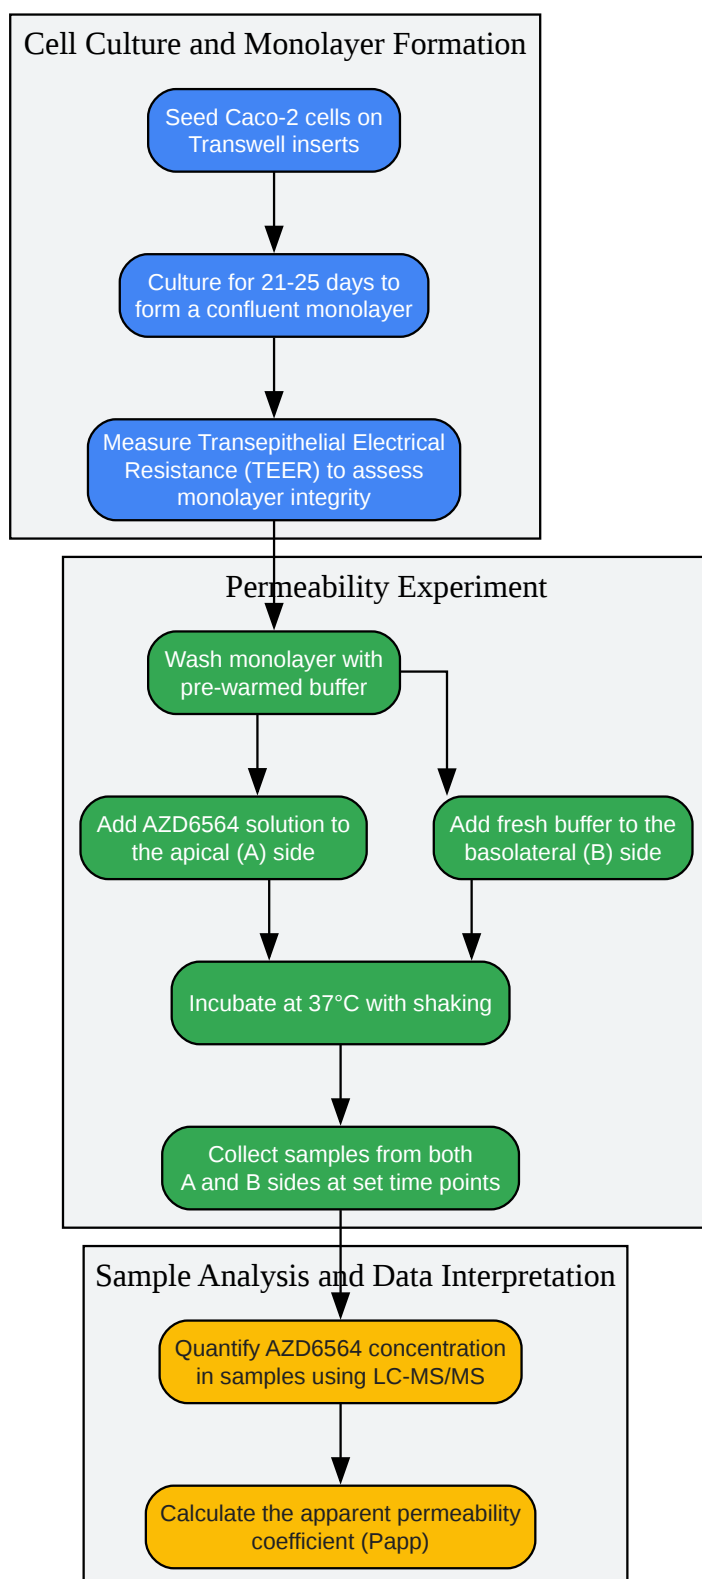 Cell Culture and Monolayer Formation
Seed Caco-2 cells on
Transwell inserts
Culture for 21-25 days to
form a confluent monolayer
Measure Transepithelial Electrical
Resistance (TEER) to assess
monolayer integrity
Permeability Experiment
Wash monolayer with
pre-warmed buffer
Add AZD6564 solution to
the apical (A) side
Add fresh buffer to the
basolateral (B) side
Incubate at 37°C with shaking
Collect samples from both
A and B sides at set time points
Sample Analysis and Data Interpretation
Quantify AZD6564 concentration
in samples using LC-MS/MS
Calculate the apparent permeability
coefficient (Papp)